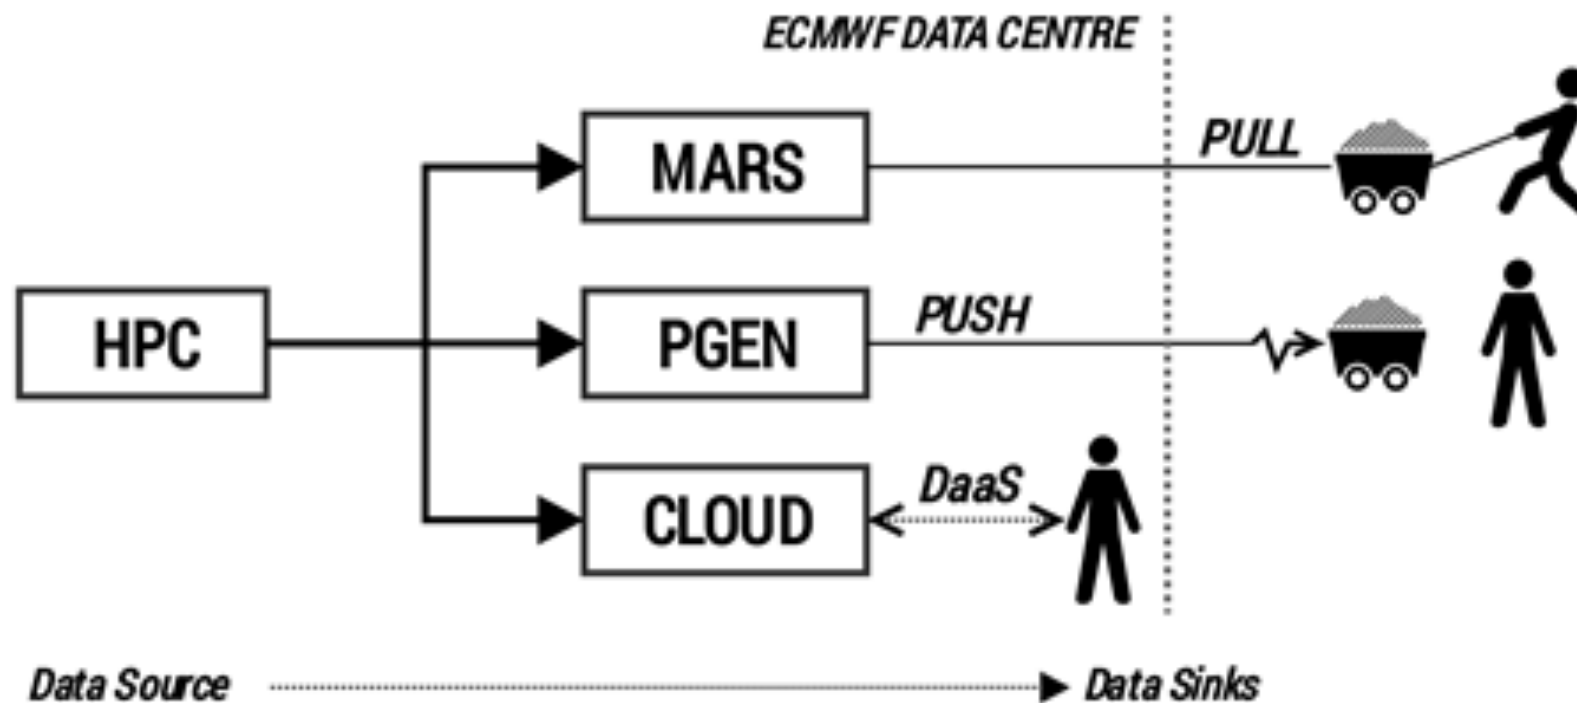 ECMWF DATA CENTRE
MARS
PULL
HPC
PGEN
PUSH
CLOUD
DaaS
Data Source
Data Sinks